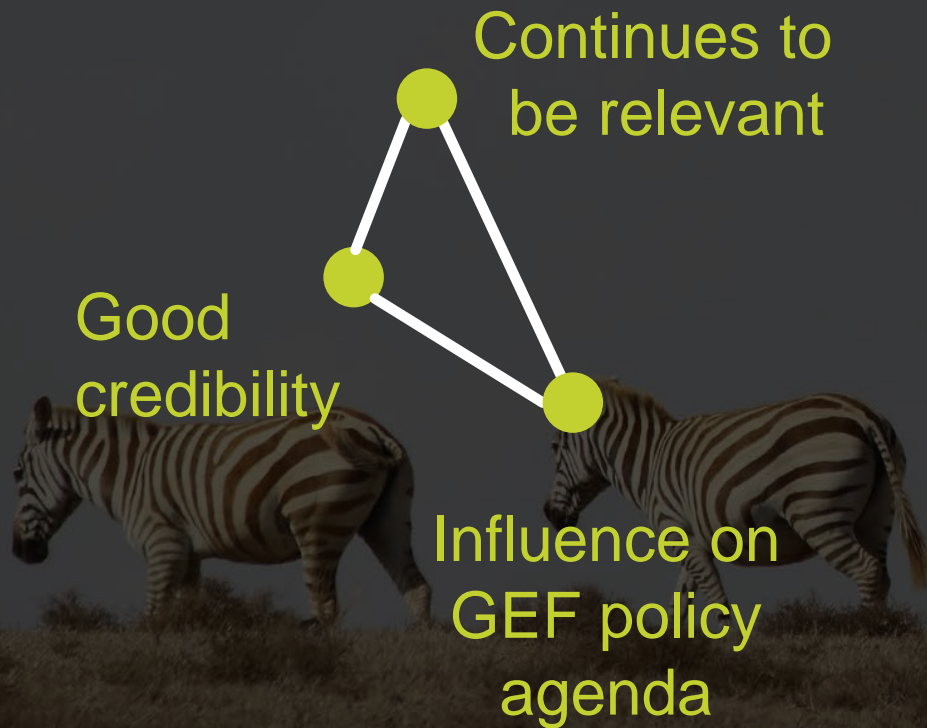 Continues to
be relevant
Good
credibility
Influence on
GEF policy
agenda